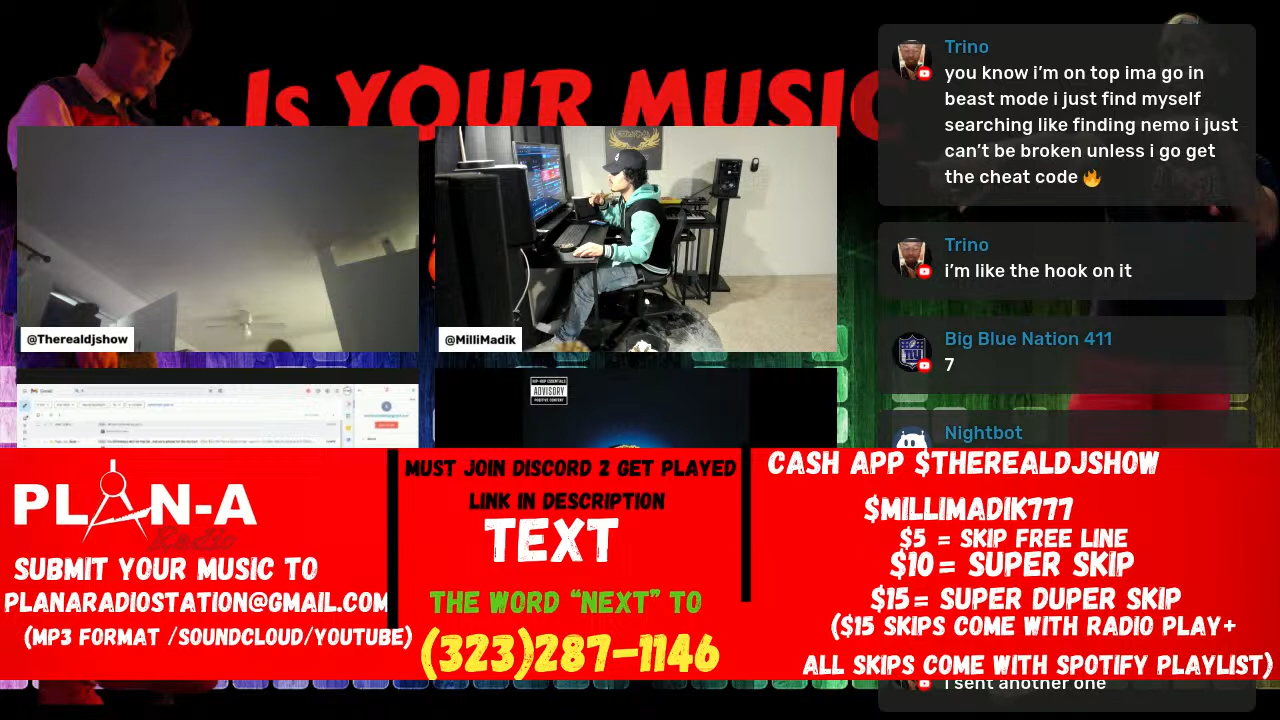 Is YOUR MUSIC
Trino
you know i’m on top ima go in
beast mode i just find myself
searching like finding nemo i just
can’t be broken unless i go get
the cheat code 🔥
Trino
i’m like the hook on it
Big Blue Nation 411
7
Nightbot
i sent another one
@Therealdjshow
@MilliMadik
ADVISORY
PLAN-A
Radio
SUBMIT YOUR MUSIC TO
PLANARADIOSTATION@GMAIL.COM
(MP3 FORMAT /SOUNDCLOUD/YOUTUBE)
MUST JOIN DISCORD 2 GET PLAYED
LINK IN DESCRIPTION
TEXT
THE WORD “NEXT” TO
(323)287-1146
CASH APP $THEREALDJSHOW
$MILLIMADIK777
$5 = SKIP FREE LINE
$10 = SUPER SKIP
$15 = SUPER DUPER SKIP
($15 SKIPS COME WITH RADIO PLAY+
ALL SKIPS COME WITH SPOTIFY PLAYLIST)